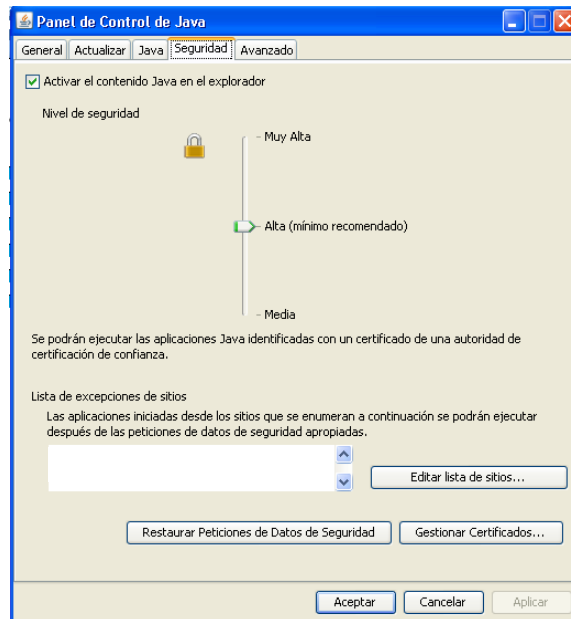 Panel de Control de Java
General Actualizar Java Seguridad Avanzado
Activar el contenido Java en el explorador
Nivel de seguridad
- Muy Alta
- Alta (mínimo recomendado)
- Media
Se podrán ejecutar las aplicaciones Java identificadas con un certificado de una autoridad de
certificación de confianza.
Lista de excepciones de sitios
Las aplicaciones iniciadas desde los sitios que se enumeran a continuación se podrán ejecutar
después de las peticiones de datos de seguridad apropiadas.
Editar lista de sitios...
Restaurar Peticiones de Datos de Seguridad Gestionar Certificados...
Aceptar Cancelar Aplicar